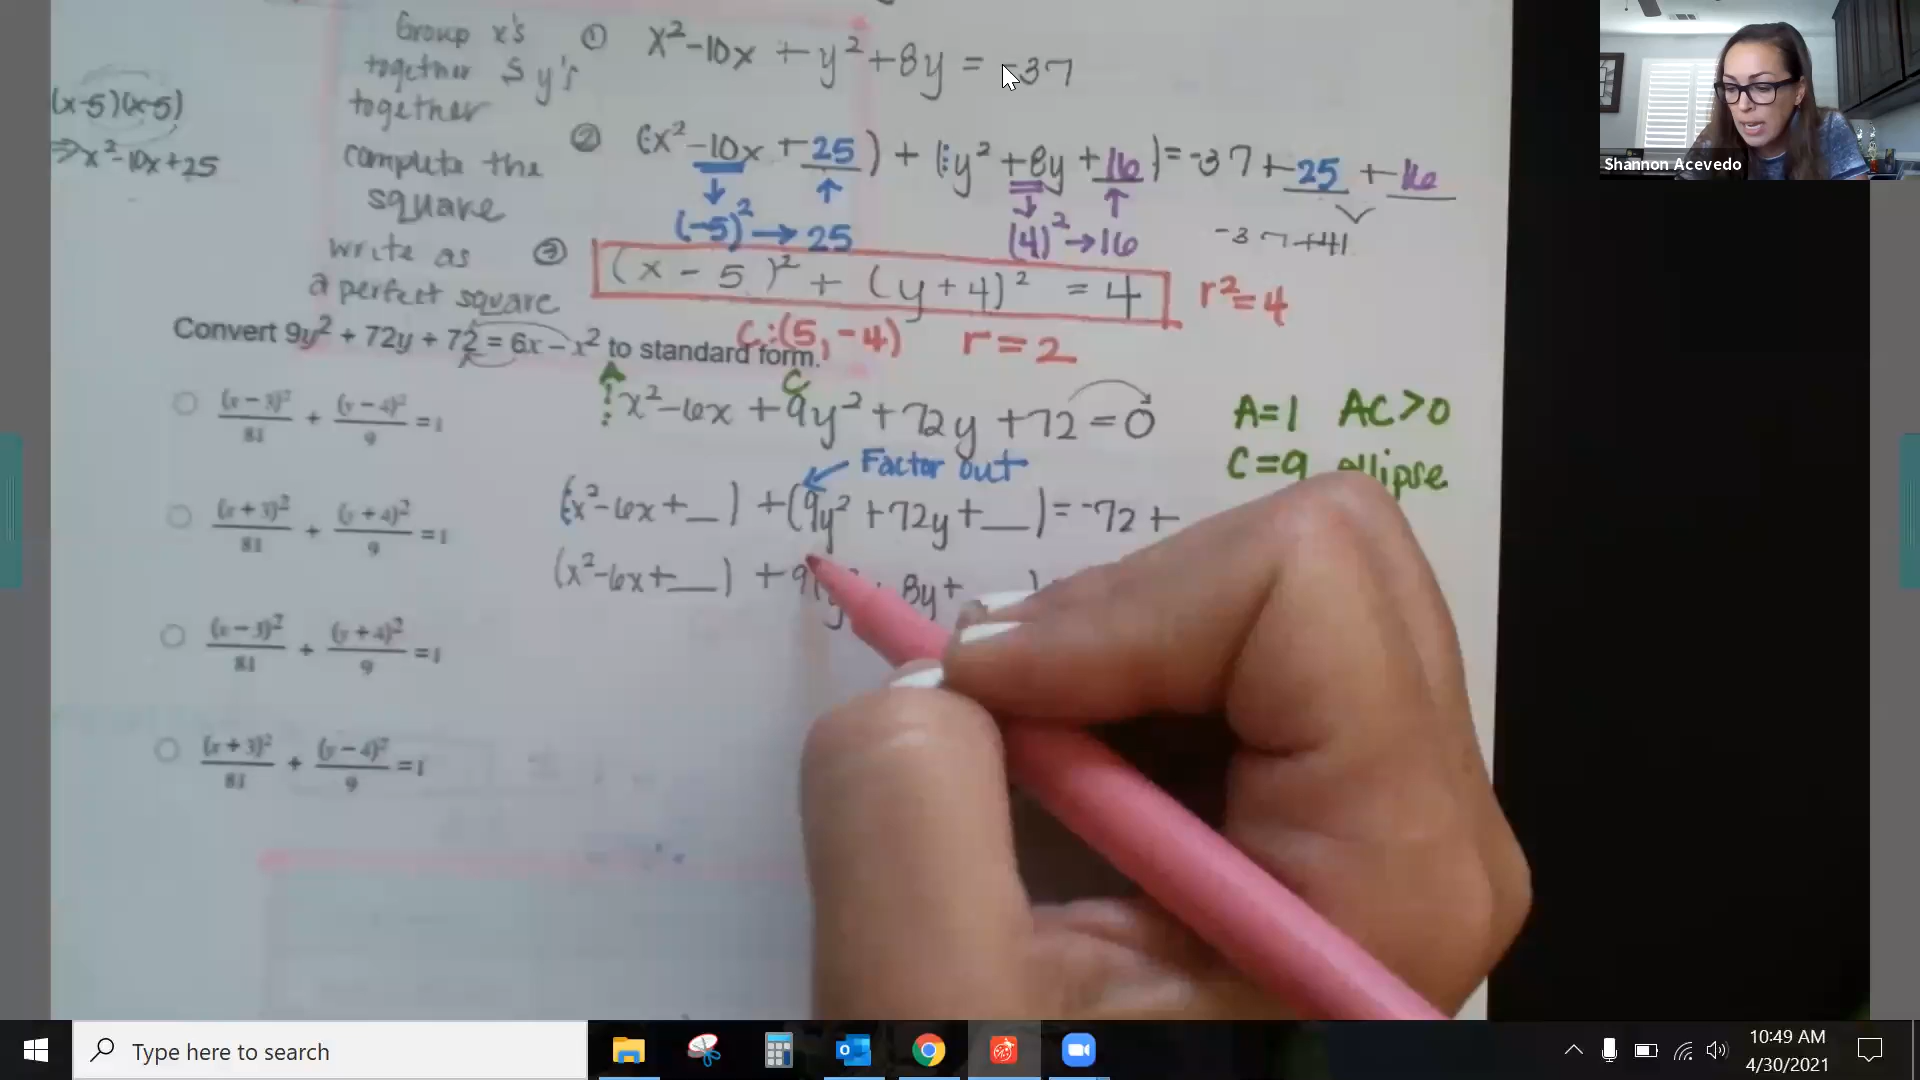 Group x's
together & y's
together
① x² - 10x + y² + 8y = -37
(x-5)(x-5)
⇒ x² - 10x + 25
complete the
square
② (x² - 10x + 25) + (y² + 8y + 16) = -37 + 25 + 16
(-5)² → 25
(4)² → 16
-37+41
write as
a perfect square
③ (x - 5)² + (y + 4)² = 4
r² = 4
C:(5, -4) r = 2
Convert 9y² + 72y + 72 = 6x - x² to standard form.
A C
x² - 6x + 9y² + 72y + 72 = 0
A=1 AC>0
C=9 ellipse
Factor out
(x² - 6x + __) + (9y² + 72y + __) = -72 +
(x² - 6x + __) + 9(y² + 8y +
(x - 3)²/81 + (y - 4)²/9 = 1
(x + 3)²/81 + (y + 4)²/9 = 1
(x - 3)²/81 + (y + 4)²/9 = 1
(x + 3)²/81 + (y - 4)²/9 = 1
Shannon Acevedo
Type here to search
10:49 AM
4/30/2021